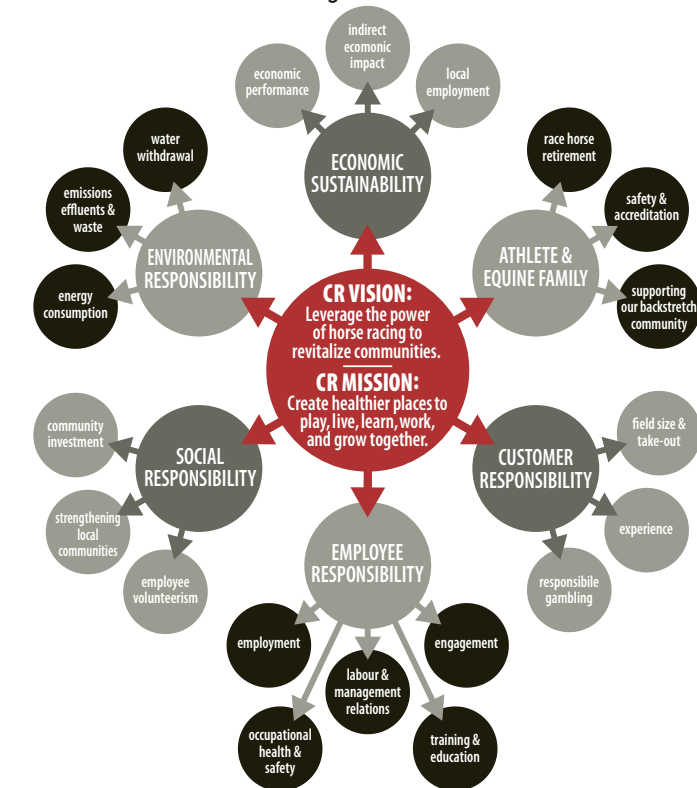 indirect
ecomonic
impact
economic
performance
local
employment
ECONOMIC
SUSTAINABILITY
water
withdrawal
emissions
effluents &
waste
energy
consumption
ENVIRONMENTAL
RESPONSIBILITY
race horse
retirement
safety &
accreditation
supporting
our backstretch
community
ATHLETE &
EQUINE FAMILY
CR VISION:
Leverage the power
of horse racing to
revitalize communities.
CR MISSION:
Create healthier places to
play, live, learn, work,
and grow together.
community
investment
strengthening
local
communities
employee
volunteerism
SOCIAL
RESPONSIBILITY
CUSTOMER
RESPONSIBILITY
field size &
take-out
experience
responsibile
gambling
EMPLOYEE
RESPONSIBILITY
employment
engagement
labour &
management
relations
occupational
health &
safety
training &
education